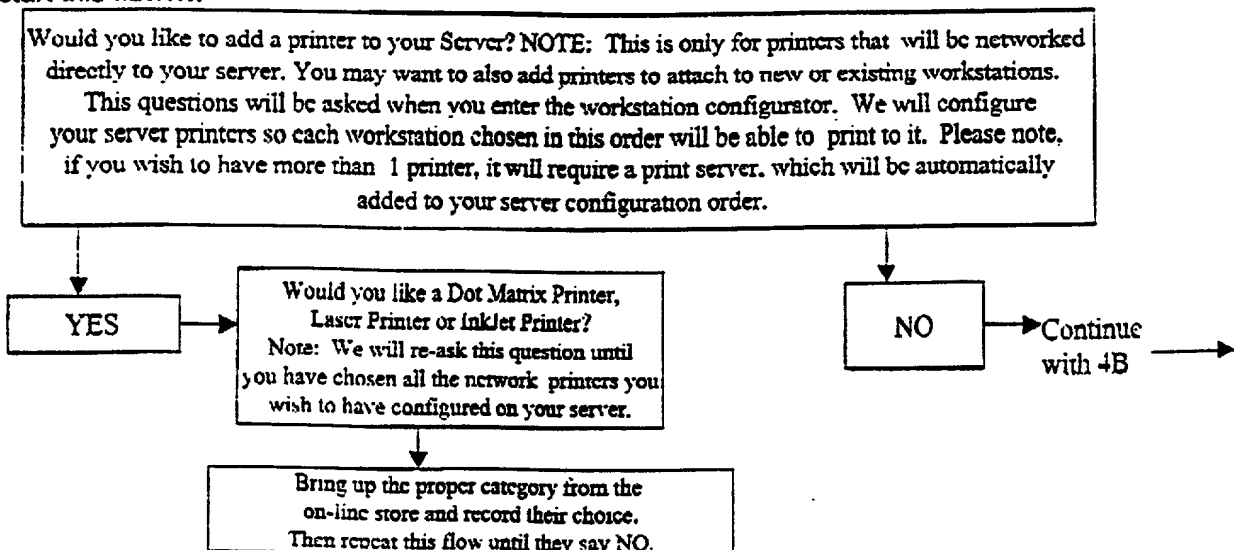 Would you like to add a printer to your Server? NOTE: This is only for printers that will be networked
directly to your server. You may want to also add printers to attach to new or existing workstations.
This questions will be asked when you enter the workstation configurator. We will configure
your server printers so each workstation chosen in this order will be able to print to it. Please note,
if you wish to have more than 1 printer, it will require a print server. which will be automatically
added to your server configuration order.
YES
Would you like a Dot Matrix Printer,
Laser Printer or InkJet Printer?
Note: We will re-ask this question until
you have chosen all the network printers you
wish to have configured on your server.
NO
Continue
with 4B
Bring up the proper category from the
on-line store and record their choice.
Then repeat this flow until they say NO.